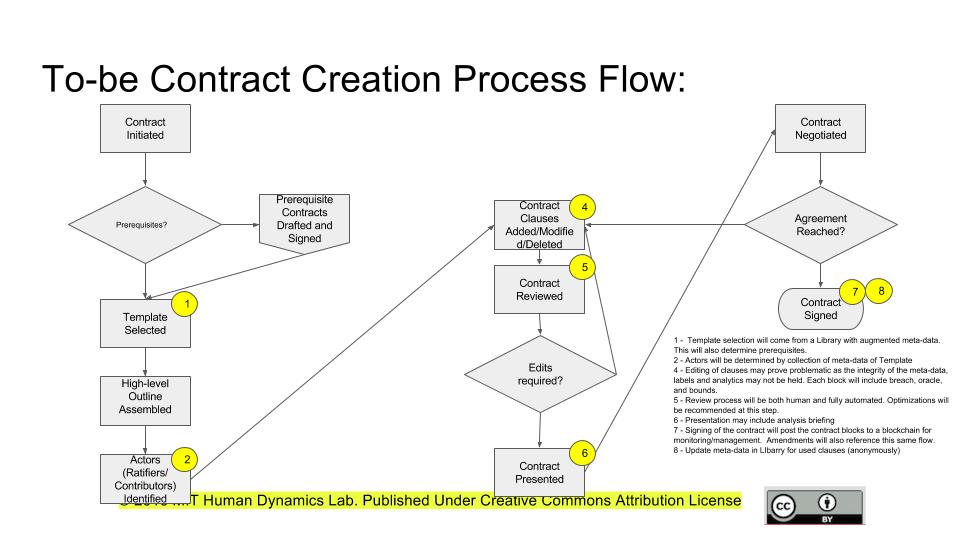 To-be Contract Creation Process Flow:
Contract
Initiated
Prerequisites?
Prerequisite
Contracts
Drafted and
Signed
1
Template
Selected
High-level
Outline
Assembled
2
Actors
(Ratifiers/
Contributors)
Identified
4
Contract
Clauses
Added/Modifie
d/Deleted
5
Contract
Reviewed
Edits
required?
6
Contract
Presented
Contract
Negotiated
Agreement
Reached?
7
8
Contract
Signed
1 - Template selection will come from a Library with augmented meta-data.
This will also determine prerequisites.
2 - Actors will be determined by collection of meta-data of Template
4 - Editing of clauses may prove problematic as the integrity of the meta-data,
labels and analytics may not be held. Each block will include breach, oracle,
and bounds.
5 - Review process will be both human and fully automated. Optimizations will
be recommended at this step.
6 - Presentation may include analysis briefing
7 - Signing of the contract will post the contract blocks to a blockchain for
monitoring/management. Amendments will also reference this same flow.
8 - Update meta-data in LIbarry for used clauses (anonymously)
Human Dynamics Lab. Published Under Creative Commons Attribution License
CC
BY